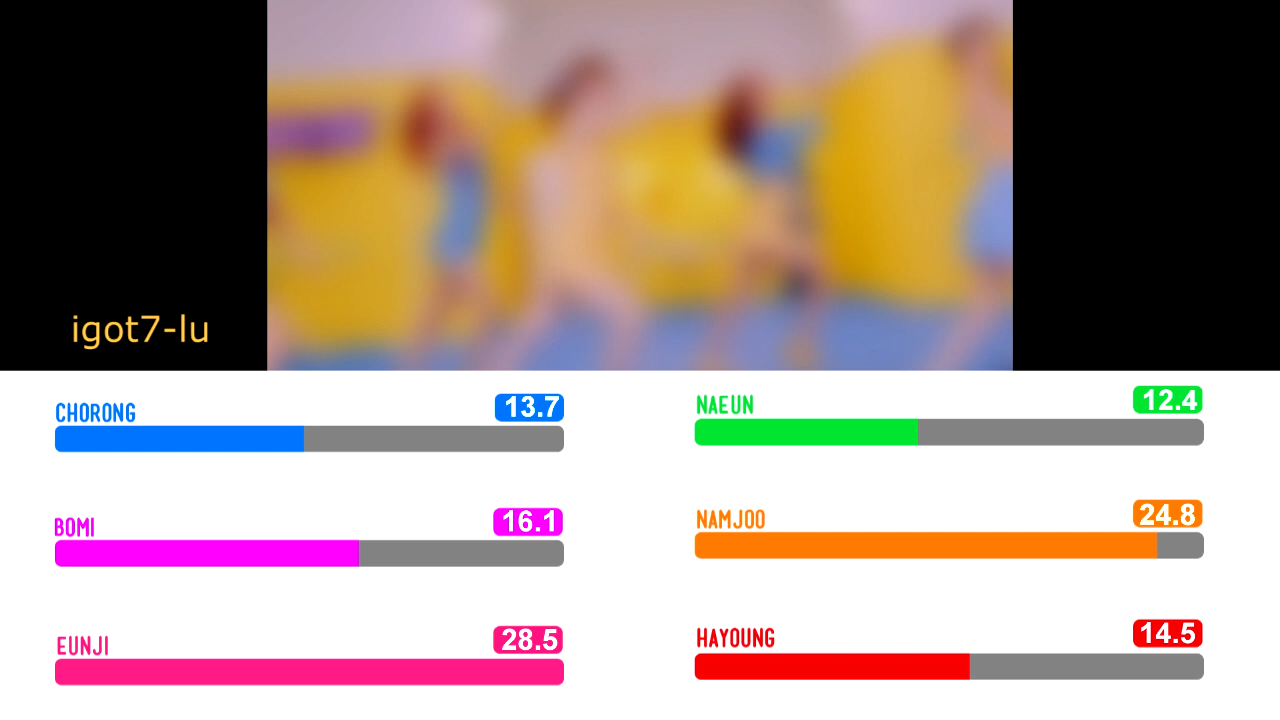 igot7-lu
CHORONG 13.7
NAEUN 12.4
BOMI 16.1
NAMJOO 24.8
EUNJI 28.5
HAYOUNG 14.5